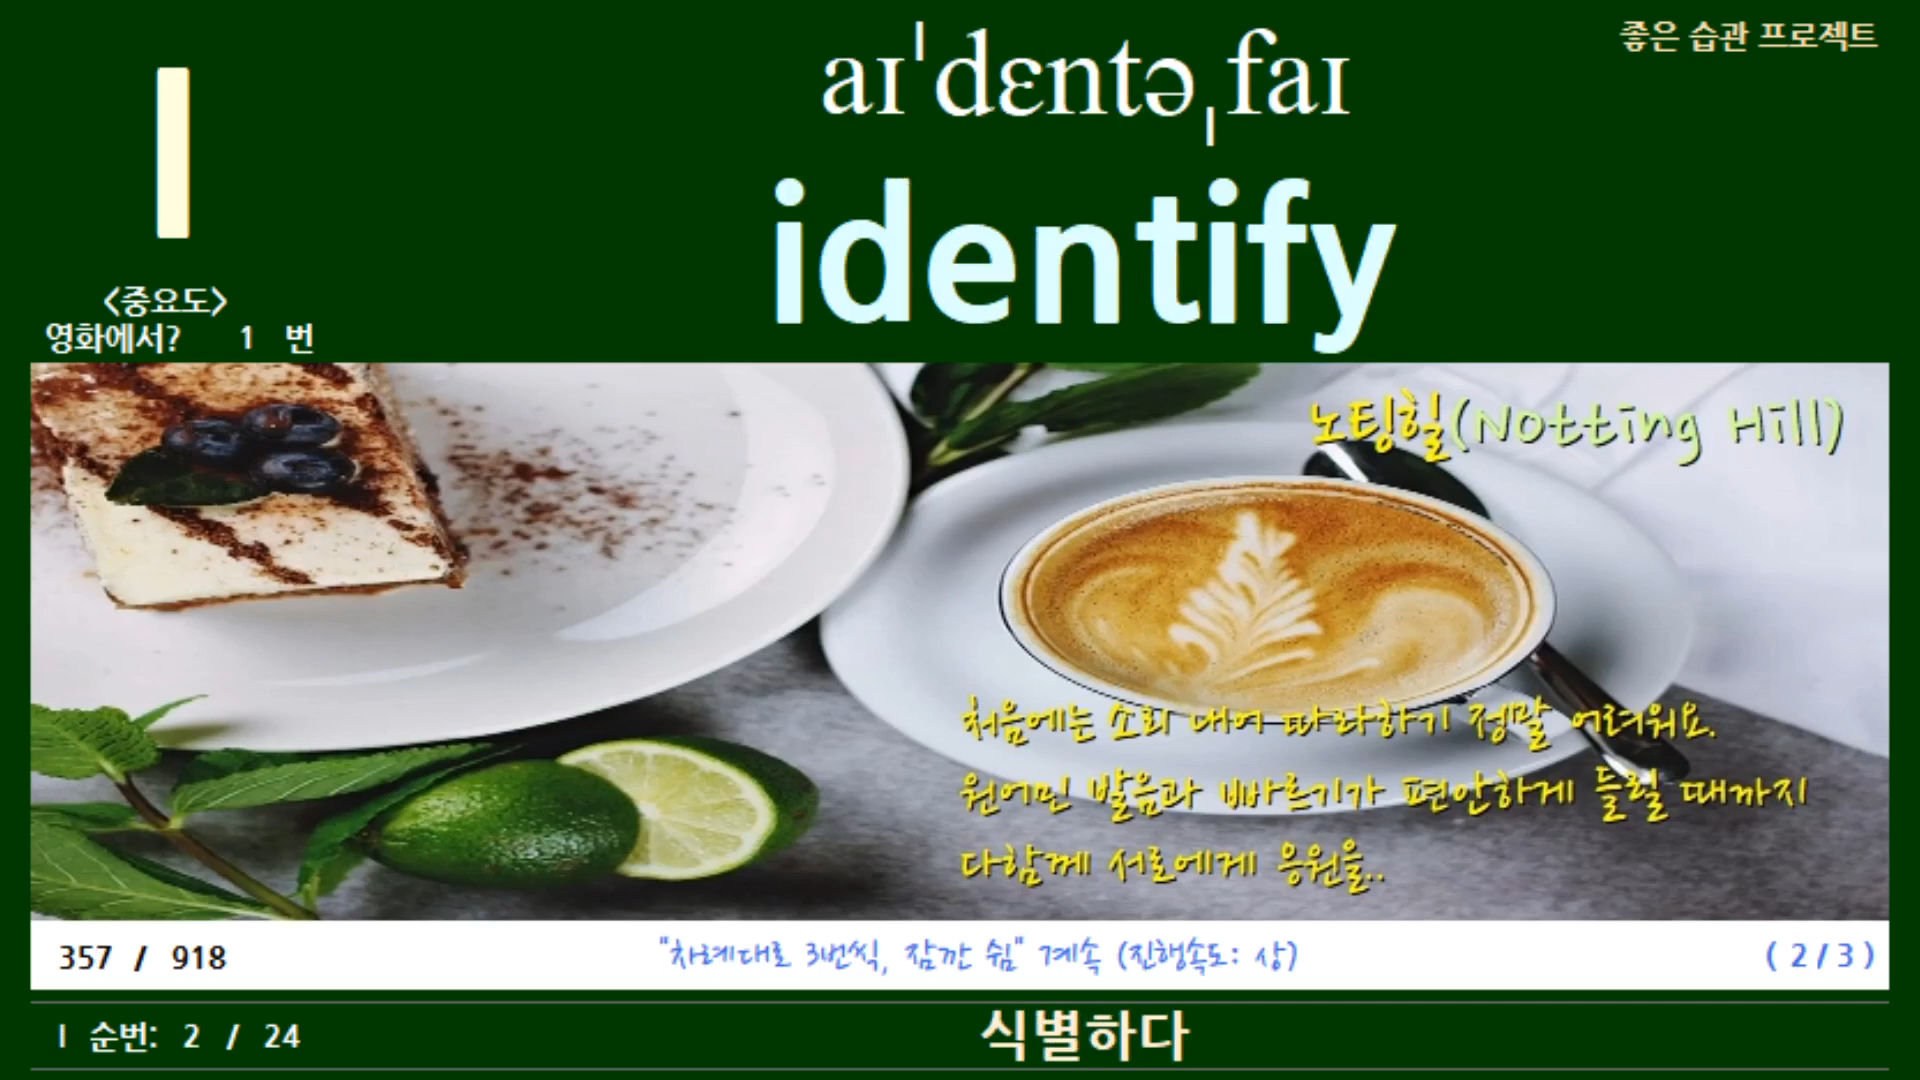 좋은 습관 프로젝트
I
aɪˈdɛntəˌfaɪ
identify
<중요도>
영화에서? 1 번
노팅힐(Notting Hill)
처음에는 소리 내어 따라하기 정말 어려워요.
원어민 발음과 빠르기가 편안하게 들릴 때까지
다함께 서로에게 응원을..
357 / 918
"차례대로 3번씩, 잠깐 쉼" 계속 (진행속도: 상)
( 2 / 3 )
I 순번: 2 / 24
식별하다